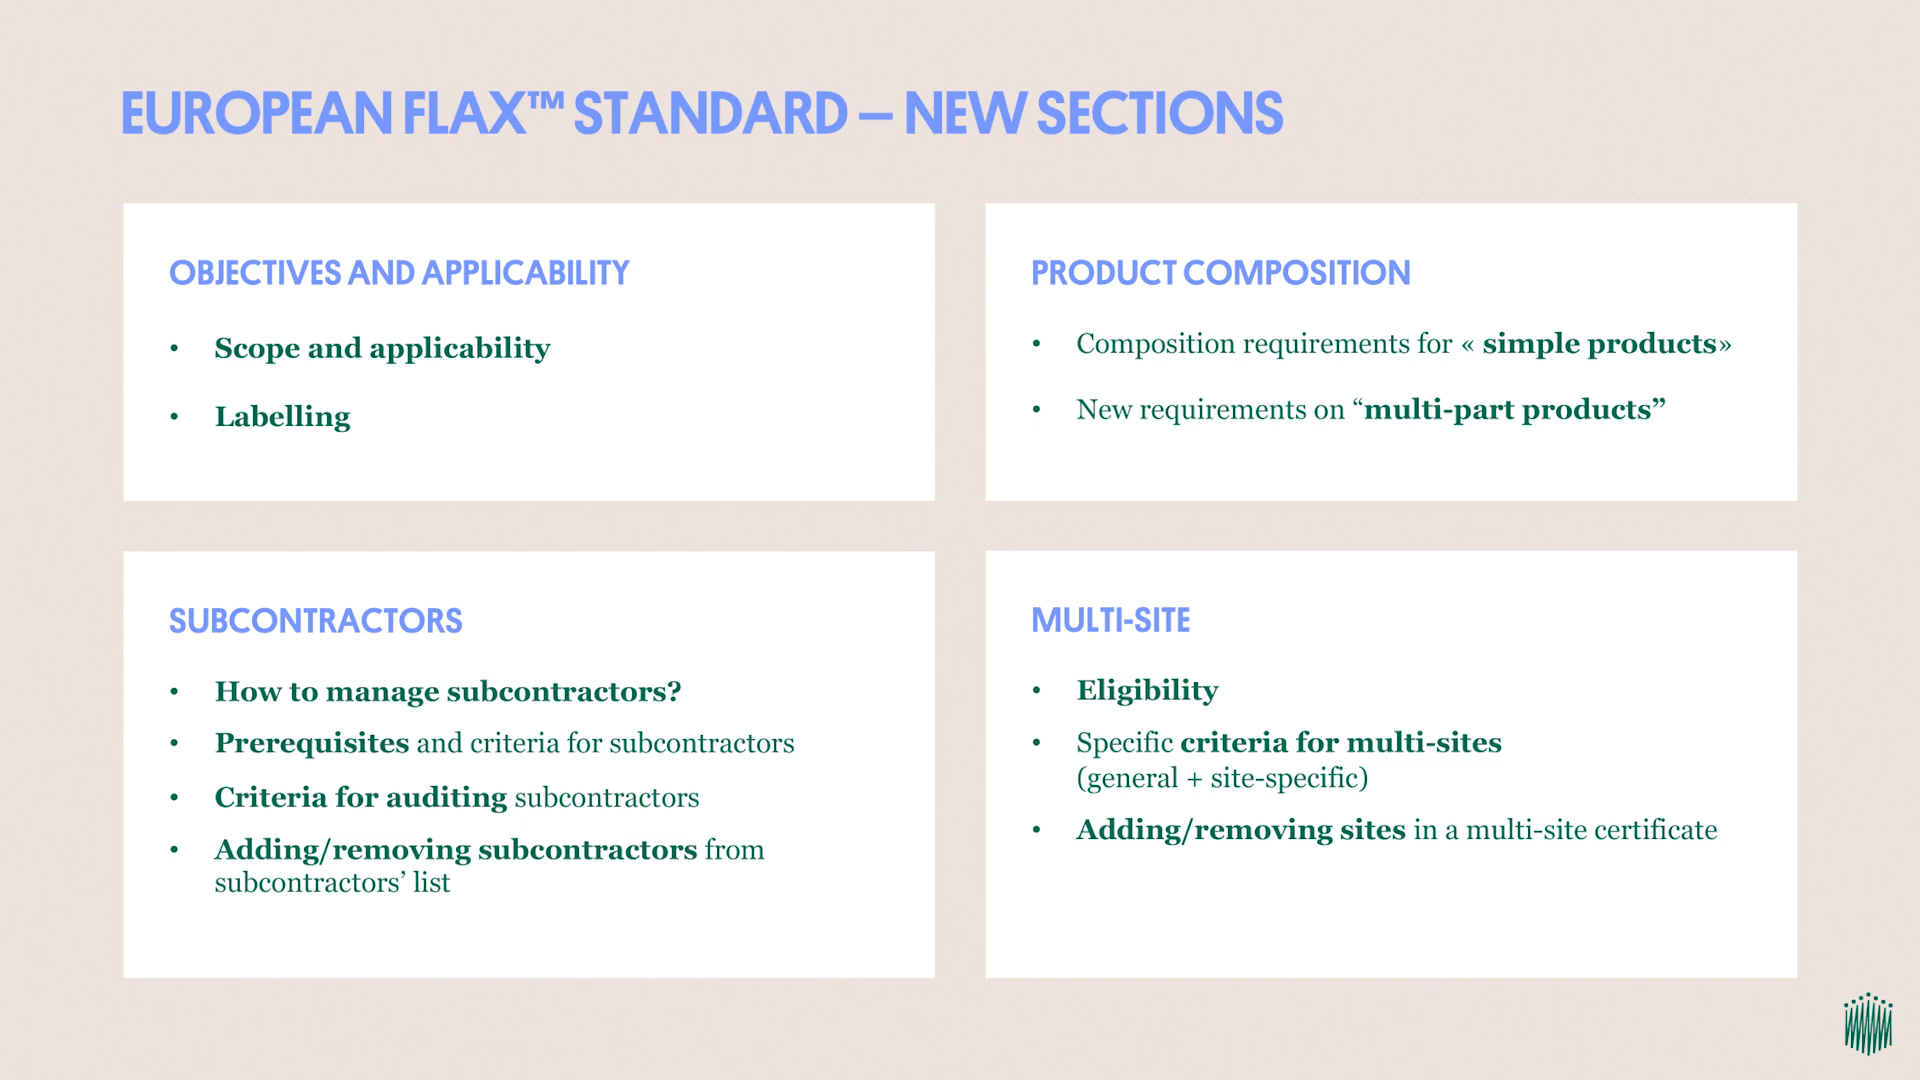 EUROPEAN FLAX™ STANDARD – NEW SECTIONS
OBJECTIVES AND APPLICABILITY
• Scope and applicability
• Labelling
PRODUCT COMPOSITION
• Composition requirements for « simple products»
• New requirements on “multi-part products”
SUBCONTRACTORS
• How to manage subcontractors?
• Prerequisites and criteria for subcontractors
• Criteria for auditing subcontractors
• Adding/removing subcontractors from
subcontractors’ list
MULTI-SITE
• Eligibility
• Specific criteria for multi-sites
(general + site-specific)
• Adding/removing sites in a multi-site certificate